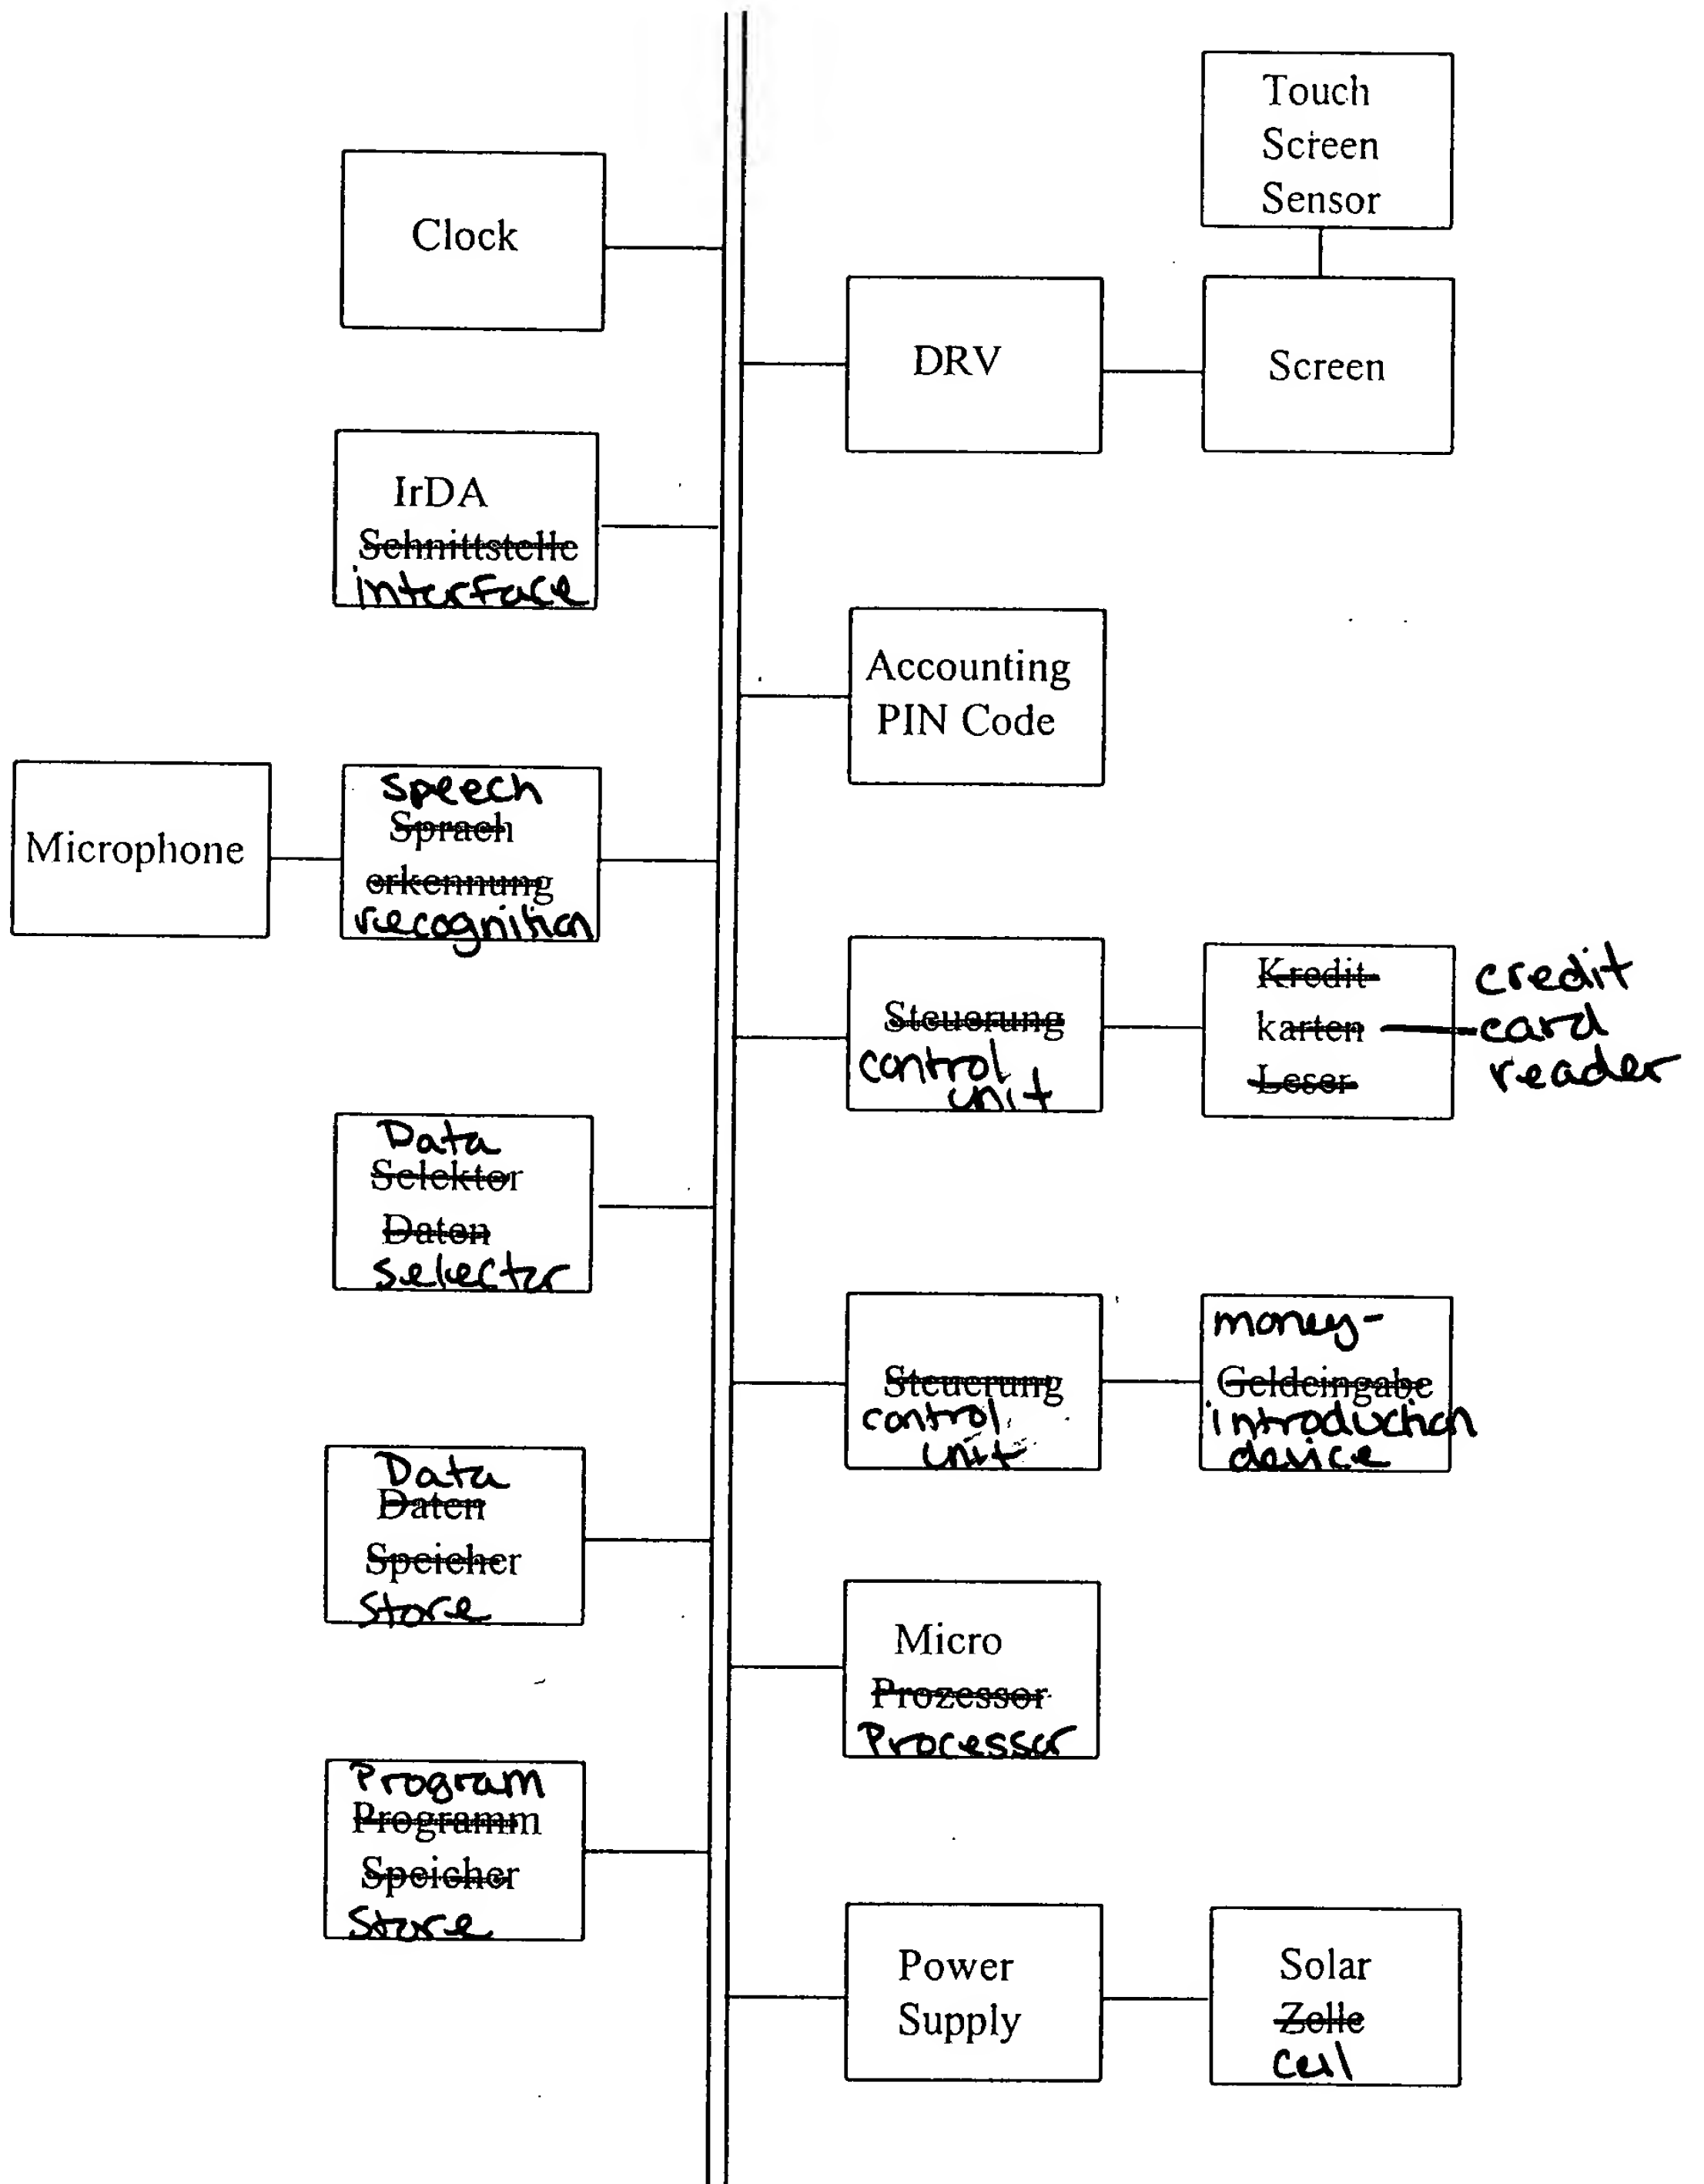 Touch
Screen
Sensor
Clock
DRV
Screen
IrDA
Schnittstelle
interface
Accounting
PIN Code
Microphone
speech
Sprach
erkennung
recognition
Steuerung
control
unit
Kredit-
karten
Leser
credit
card
reader
Data
Selektor
Daten
selector
Steuerung
control
unit
money-
Geldeingabe
introduction
device
Data
Daten
Speicher
store
Micro
Prozessor
Processor
Program
Programm
Speicher
store
Power
Supply
Solar
Zelle
cell